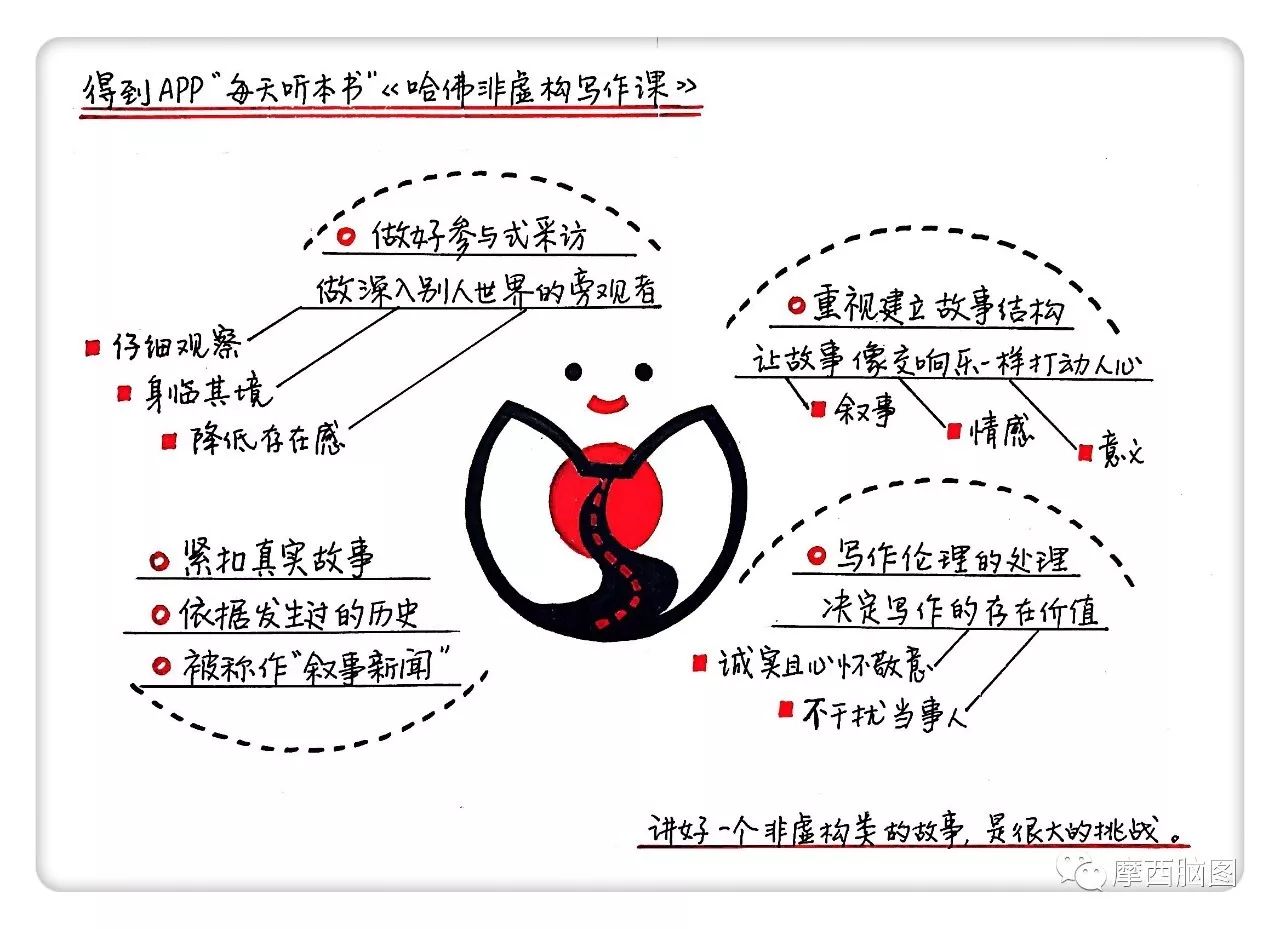 得到APP“每天听本书”《哈佛非虚构写作课》
做好参与式采访
做深入别人世界的旁观者
仔细观察
身临其境
降低存在感
重视建立故事结构
让故事像交响乐一样打动人心
叙事
情感
意义
紧扣真实故事
依据发生过的历史
被称作“叙事新闻”
写作伦理的处理
决定写作的存在价值
诚实且心怀敬意
不干扰当事人
讲好一个非虚构类的故事,是很大的挑战。
摩西脑图